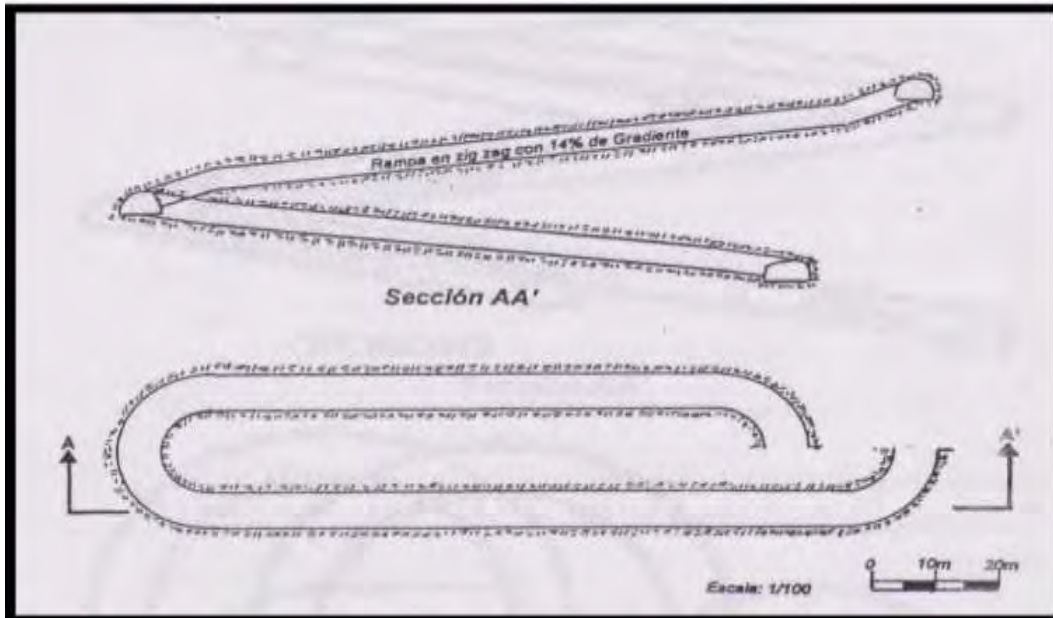 Rampa en zig zag con 14% de Gradiente
Sección AA'
A
A'
0 10m 20m
Escala: 1/100